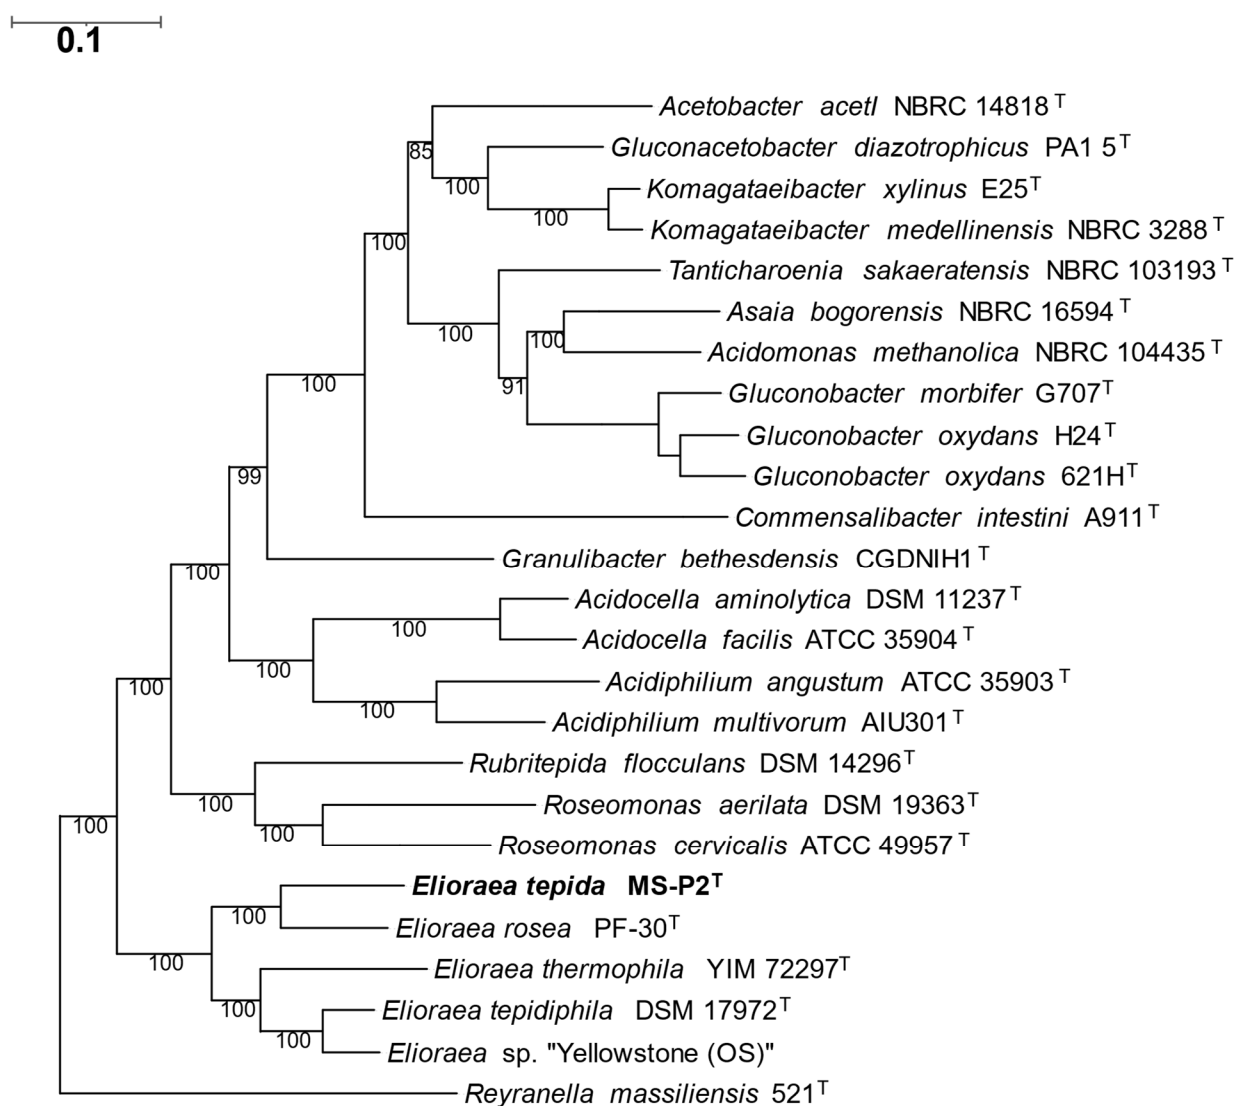 0.1
Acetobacter acetI NBRC 14818 T
85
Gluconacetobacter diazotrophicus PA1 5T
100
Komagataeibacter xylinus E25T
100
Komagataeibacter medellinensis NBRC 3288 T
100
Tanticharoenia sakaeratensis NBRC 103193 T
Asaia bogorensis NBRC 16594 T
100
100
Acidomonas methanolica NBRC 104435 T
100
91
Gluconobacter morbifer G707T
Gluconobacter oxydans H24T
Gluconobacter oxydans 621HT
99
Commensalibacter intestini A911 T
Granulibacter bethesdensis CGDNIH1 T
100
Acidocella aminolytica DSM 11237 T
100
Acidocella facilis ATCC 35904 T
100
Acidiphilium angustum ATCC 35903 T
100
100
Acidiphilium multivorum AIU301 T
Rubritepida flocculans DSM 14296T
100
Roseomonas aerilata DSM 19363T
100
100
Roseomonas cervicalis ATCC 49957 T
Elioraea tepida MS-P2T
100
Elioraea rosea PF-30T
100
Elioraea thermophila YIM 72297T
100
Elioraea tepidiphila DSM 17972T
100
Elioraea sp. "Yellowstone (OS)"
Reyranella massiliensis 521T